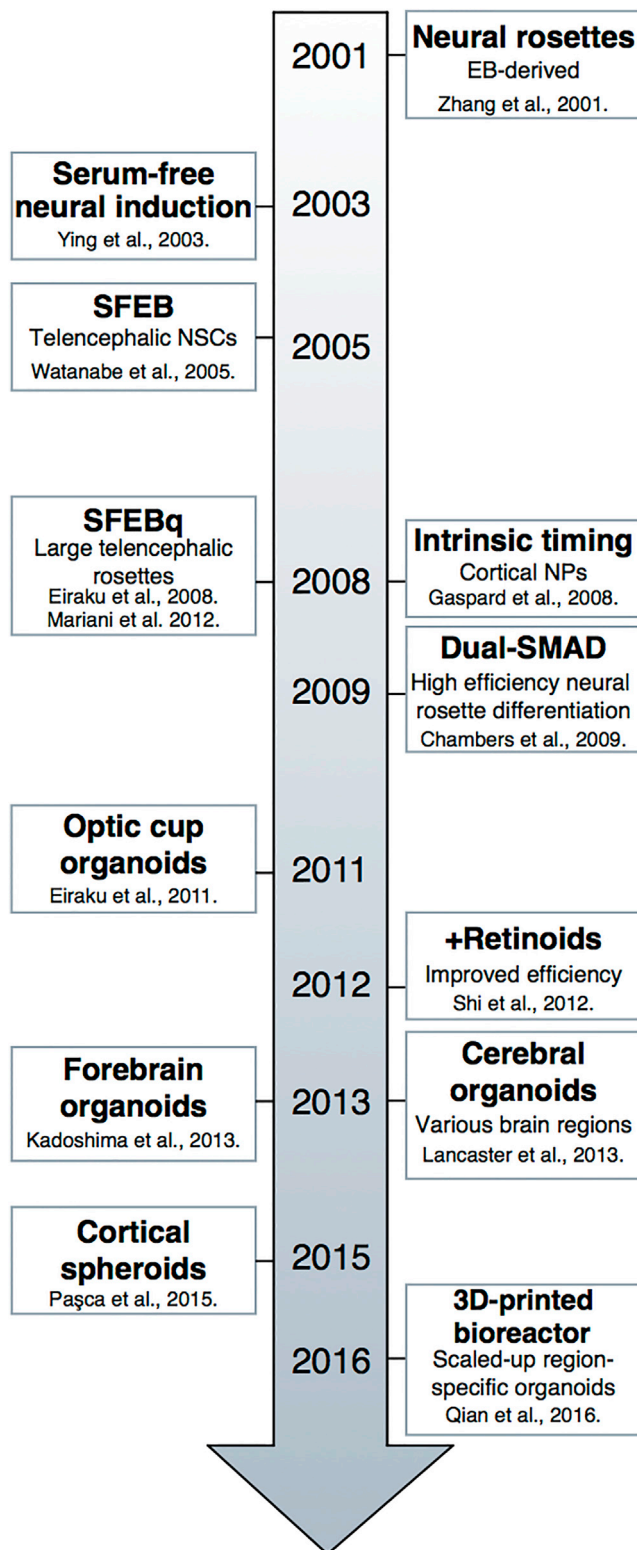 2001
Neural rosettes
EB-derived
Zhang et al., 2001.
Serum-free
neural induction
Ying et al., 2003.
2003
SFEB
Telencephalic NSCs
Watanabe et al., 2005.
2005
SFEBq
Large telencephalic
rosettes
Eiraku et al., 2008.
Mariani et al. 2012.
2008
Intrinsic timing
Cortical NPs
Gaspard et al., 2008.
2009
Dual-SMAD
High efficiency neural
rosette differentiation
Chambers et al., 2009.
Optic cup
organoids
Eiraku et al., 2011.
2011
2012
+Retinoids
Improved efficiency
Shi et al., 2012.
Forebrain
organoids
Kadoshima et al., 2013.
2013
Cerebral
organoids
Various brain regions
Lancaster et al., 2013.
Cortical
spheroids
Paşca et al., 2015.
2015
2016
3D-printed
bioreactor
Scaled-up region-
specific organoids
Qian et al., 2016.